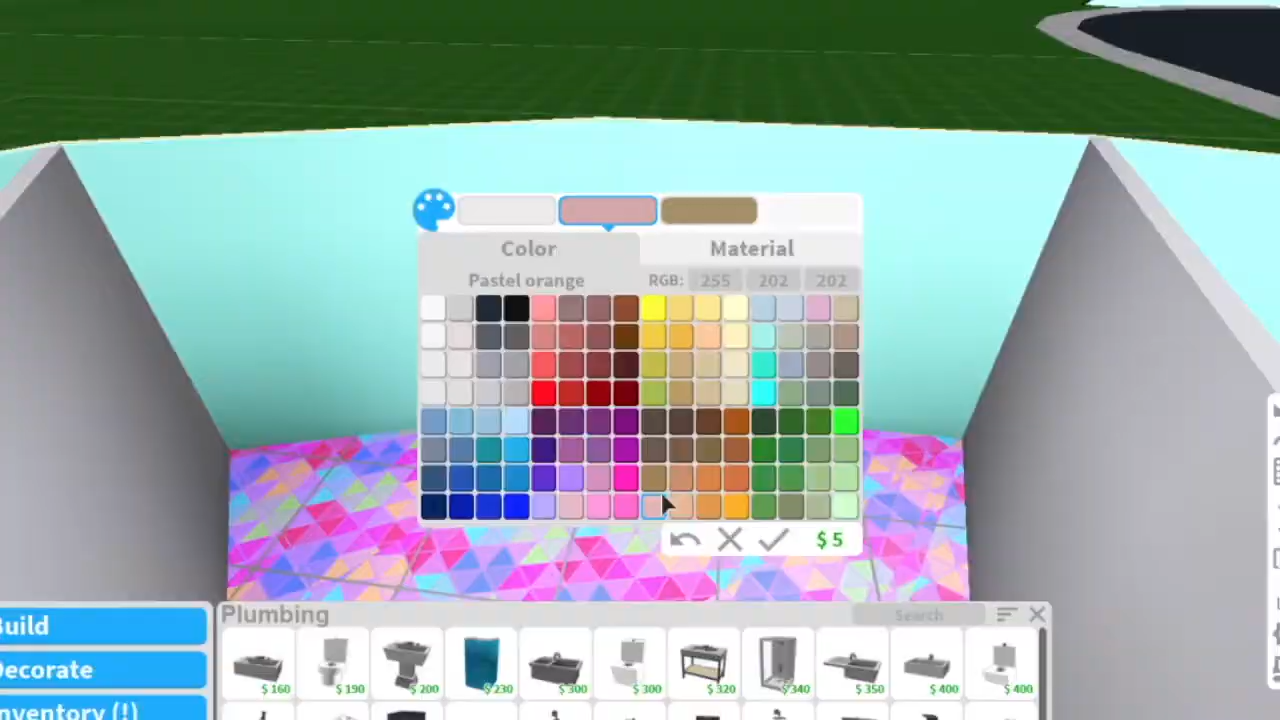 Color
Material
Pastel orange
RGB: 255 202 202
$ 5
Build
Decorate
Inventory (!)
Plumbing
Search
$ 160
$ 190
$ 200
$ 230
$ 300
$ 300
$ 320
$ 340
$ 350
$ 400
$ 400